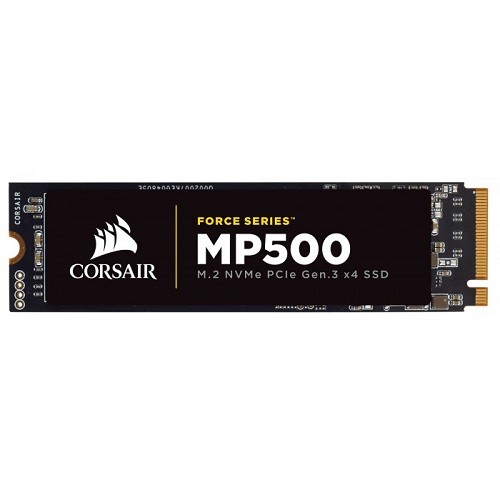 CORSAIR
CORSAIR
FORCE SERIES™
MP500
M.2 NVMe PCIe Gen.3 x4 SSD